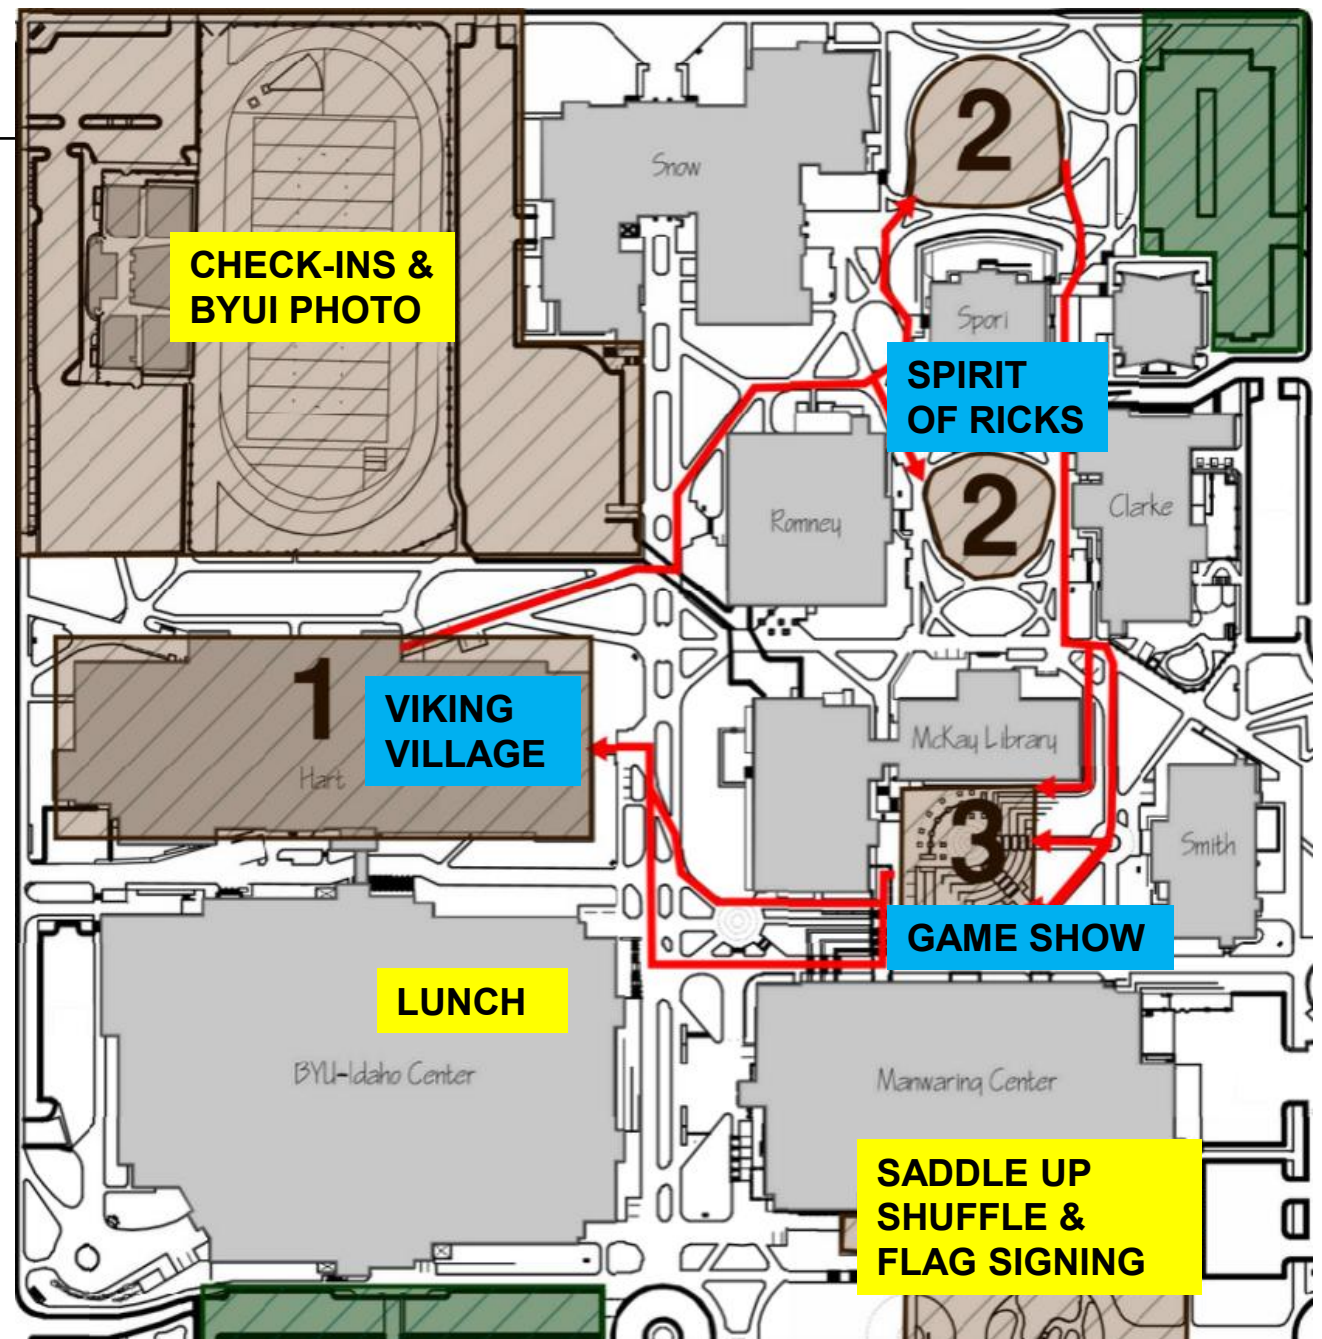 2
Snow
CHECK-INS &
BYUI PHOTO
Spori
SPIRIT
OF RICKS
2
Romney
Clarke
1
VIKING
VILLAGE
Hart
McKay Library
3
Smith
GAME SHOW
LUNCH
BYU-Idaho Center
Manwaring Center
SADDLE UP
SHUFFLE &
FLAG SIGNING